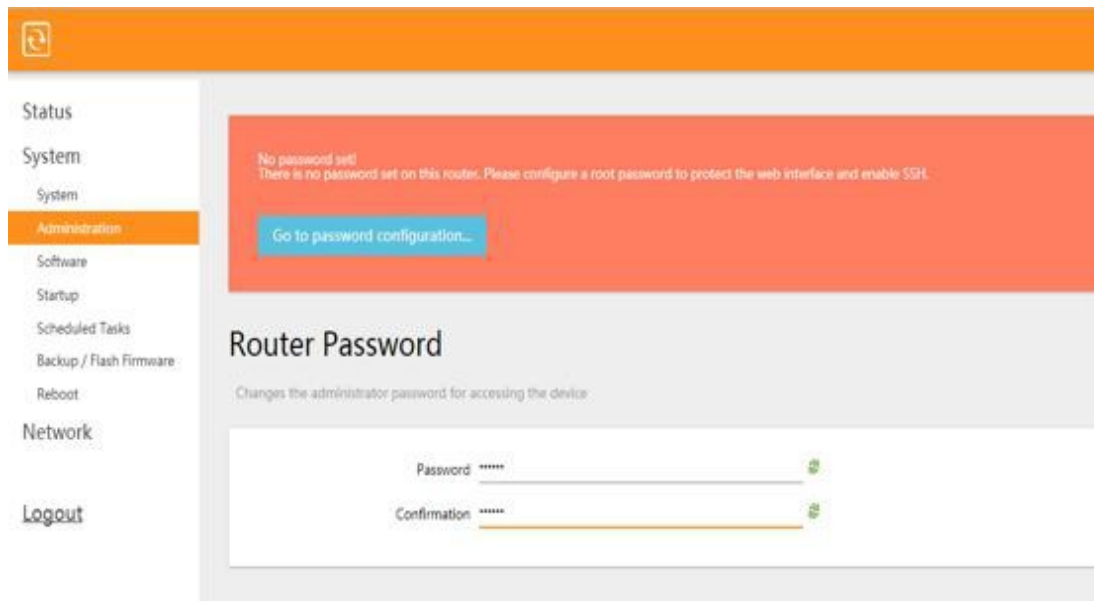 Status
System
System
Administration
Software
Startup
Scheduled Tasks
Backup / Flash Firmware
Reboot
Network
Logout
No password set!
There is no password set on this router. Please configure a root password to protect the web interface and enable SSH.
Go to password configuration...
Router Password
Changes the administrator password for accessing the device
Password ••••••
Confirmation ••••••